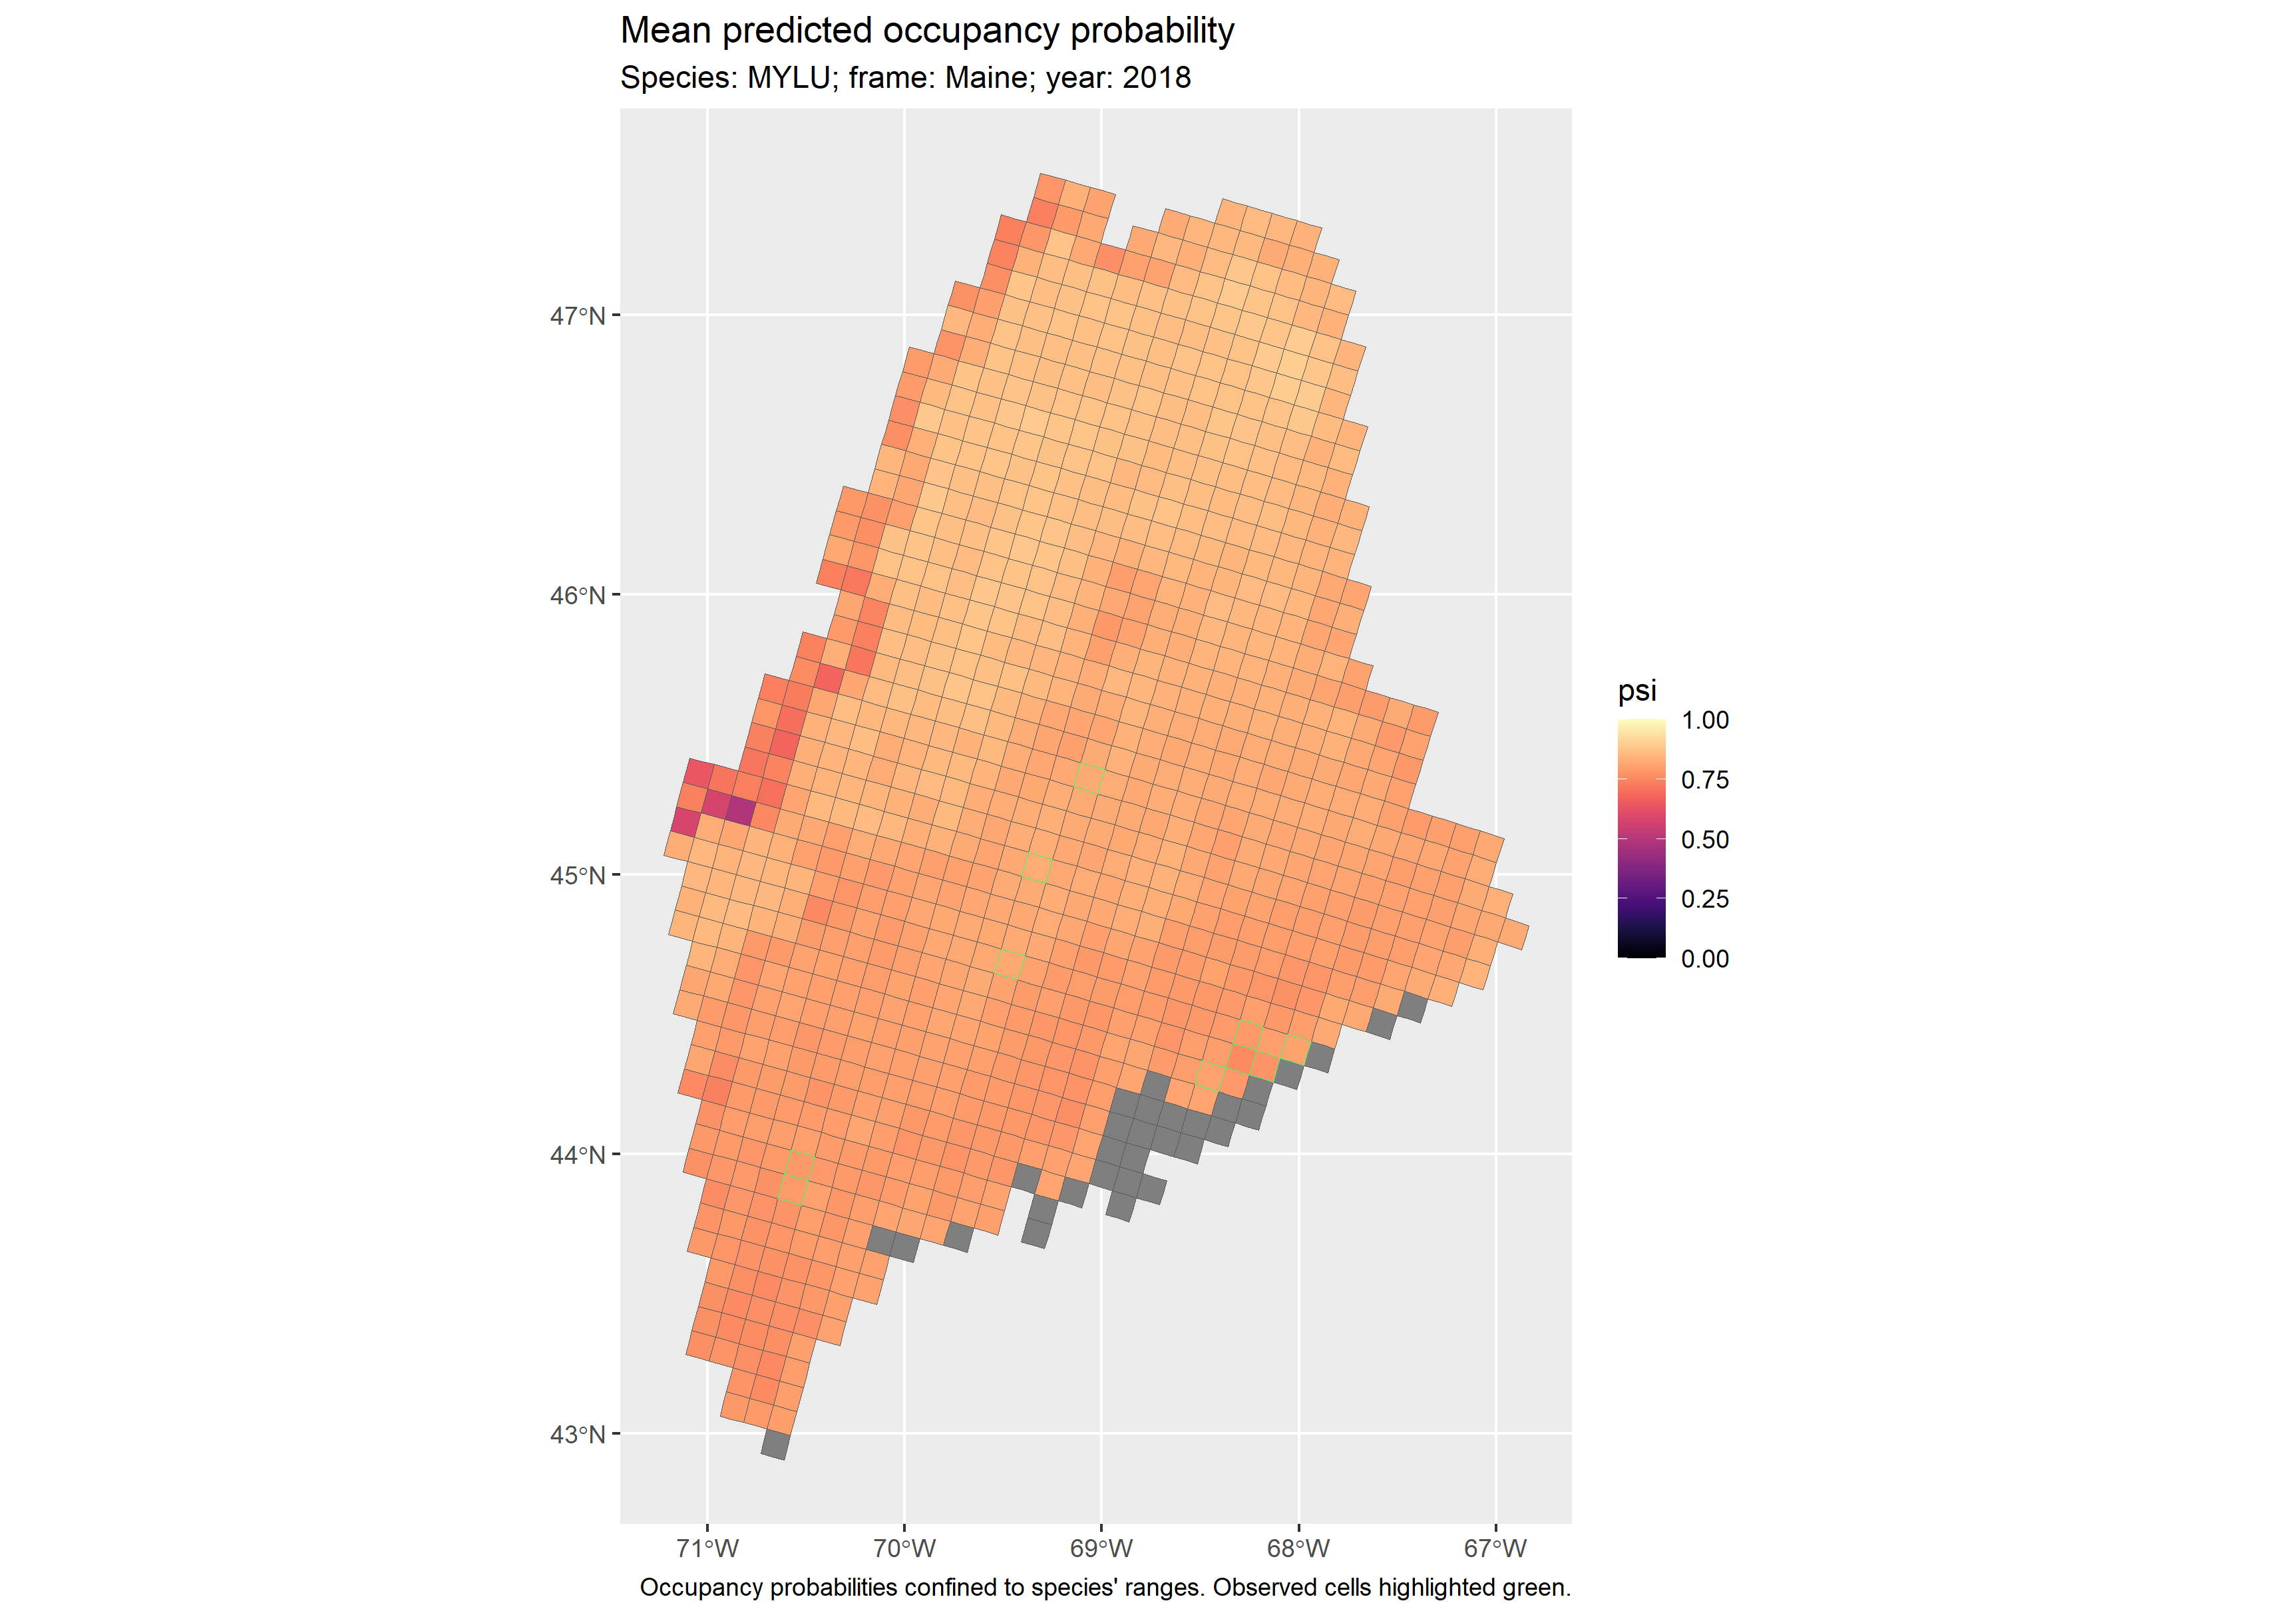 Mean predicted occupancy probability
Species: MYLU; frame: Maine; year: 2018
47°N
46°N
45°N
44°N
43°N
71°W
70°W
69°W
68°W
67°W
psi
1.00
0.75
0.50
0.25
0.00
Occupancy probabilities confined to species' ranges. Observed cells highlighted green.